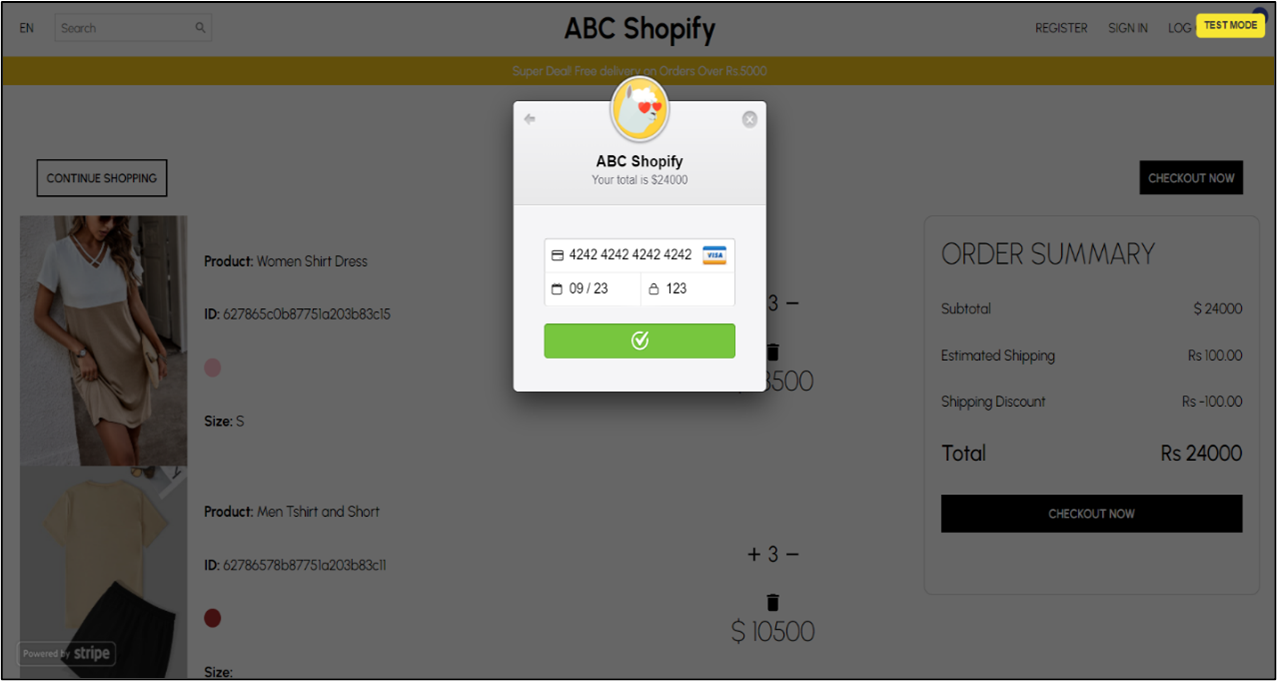 EN
Search
ABC Shopify
REGISTER
SIGN IN
LOG
TEST MODE
Super Deal! Free delivery on Orders Over Rs.5000
ABC Shopify
Your total is $24000
4242 4242 4242 4242
VISA
09 / 23
123
CONTINUE SHOPPING
CHECKOUT NOW
Product: Women Shirt Dress
ID: 627865c0b87751a203b83c15
Size: S
3 −
3500
Product: Men Tshirt and Short
ID: 62786578b87751a203b83c11
Size:
+ 3 −
$ 10500
ORDER SUMMARY
Subtotal $ 24000
Estimated Shipping Rs 100.00
Shipping Discount Rs -100.00
Total Rs 24000
CHECKOUT NOW
Powered by stripe